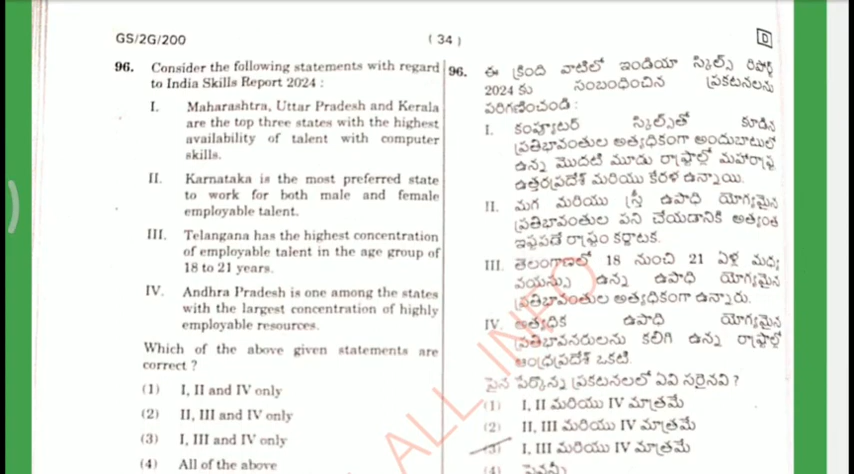 GS/2G/200
( 34 )
D
96. Consider the following statements with regard
to India Skills Report 2024 :
I. Maharashtra, Uttar Pradesh and Kerala
are the top three states with the highest
availability of talent with computer
skills.
II. Karnataka is the most preferred state
to work for both male and female
employable talent.
III. Telangana has the highest concentration
of employable talent in the age group of
18 to 21 years.
IV. Andhra Pradesh is one among the states
with the largest concentration of highly
employable resources.
Which of the above given statements are
correct ?
(1) I, II and IV only
(2) II, III and IV only
(3) I, III and IV only
(4) All of the above
96. ఈ క్రింది వాటిలో ఇండియా స్కిల్స్ రిపోర్ట్
2024 కు సంబంధించిన ప్రకటనలను
పరిగణించండి :
I. కంప్యూటర్ స్కిల్స్‌తో కూడిన
ప్రతిభావంతుల అత్యధికంగా అందుబాటులో
ఉన్న మొదటి మూడు రాష్ట్రాల్లో మహారాష్ట్ర
ఉత్తరప్రదేశ్ మరియు కేరళ ఉన్నాయి.
II. మగ మరియు స్త్రీ ఉపాధి యోగ్యమైన
ప్రతిభావంతుల పని చేయడానికి అత్యంత
ఇష్టపడే రాష్ట్రం కర్ణాటక.
III. తెలంగాణలో 18 నుంచి 21 ఏళ్ల మధ్య
వయస్సు ఉన్న ఉపాధి యోగ్యమైన
ప్రతిభావంతుల అత్యధికంగా ఉన్నారు.
IV. అత్యధిక ఉపాధి యోగ్యమైన
ప్రతిభావనరులను కలిగి ఉన్న రాష్ట్రాల్లో
ఆంధ్రప్రదేశ్ ఒకటి.
పైన పేర్కొన్న ప్రకటనలలో ఏవి సరైనవి ?
(1) I, II మరియు IV మాత్రమే
(2) II, III మరియు IV మాత్రమే
(3) I, III మరియు IV మాత్రమే
(4) పైవన్నీ
ALL INFO